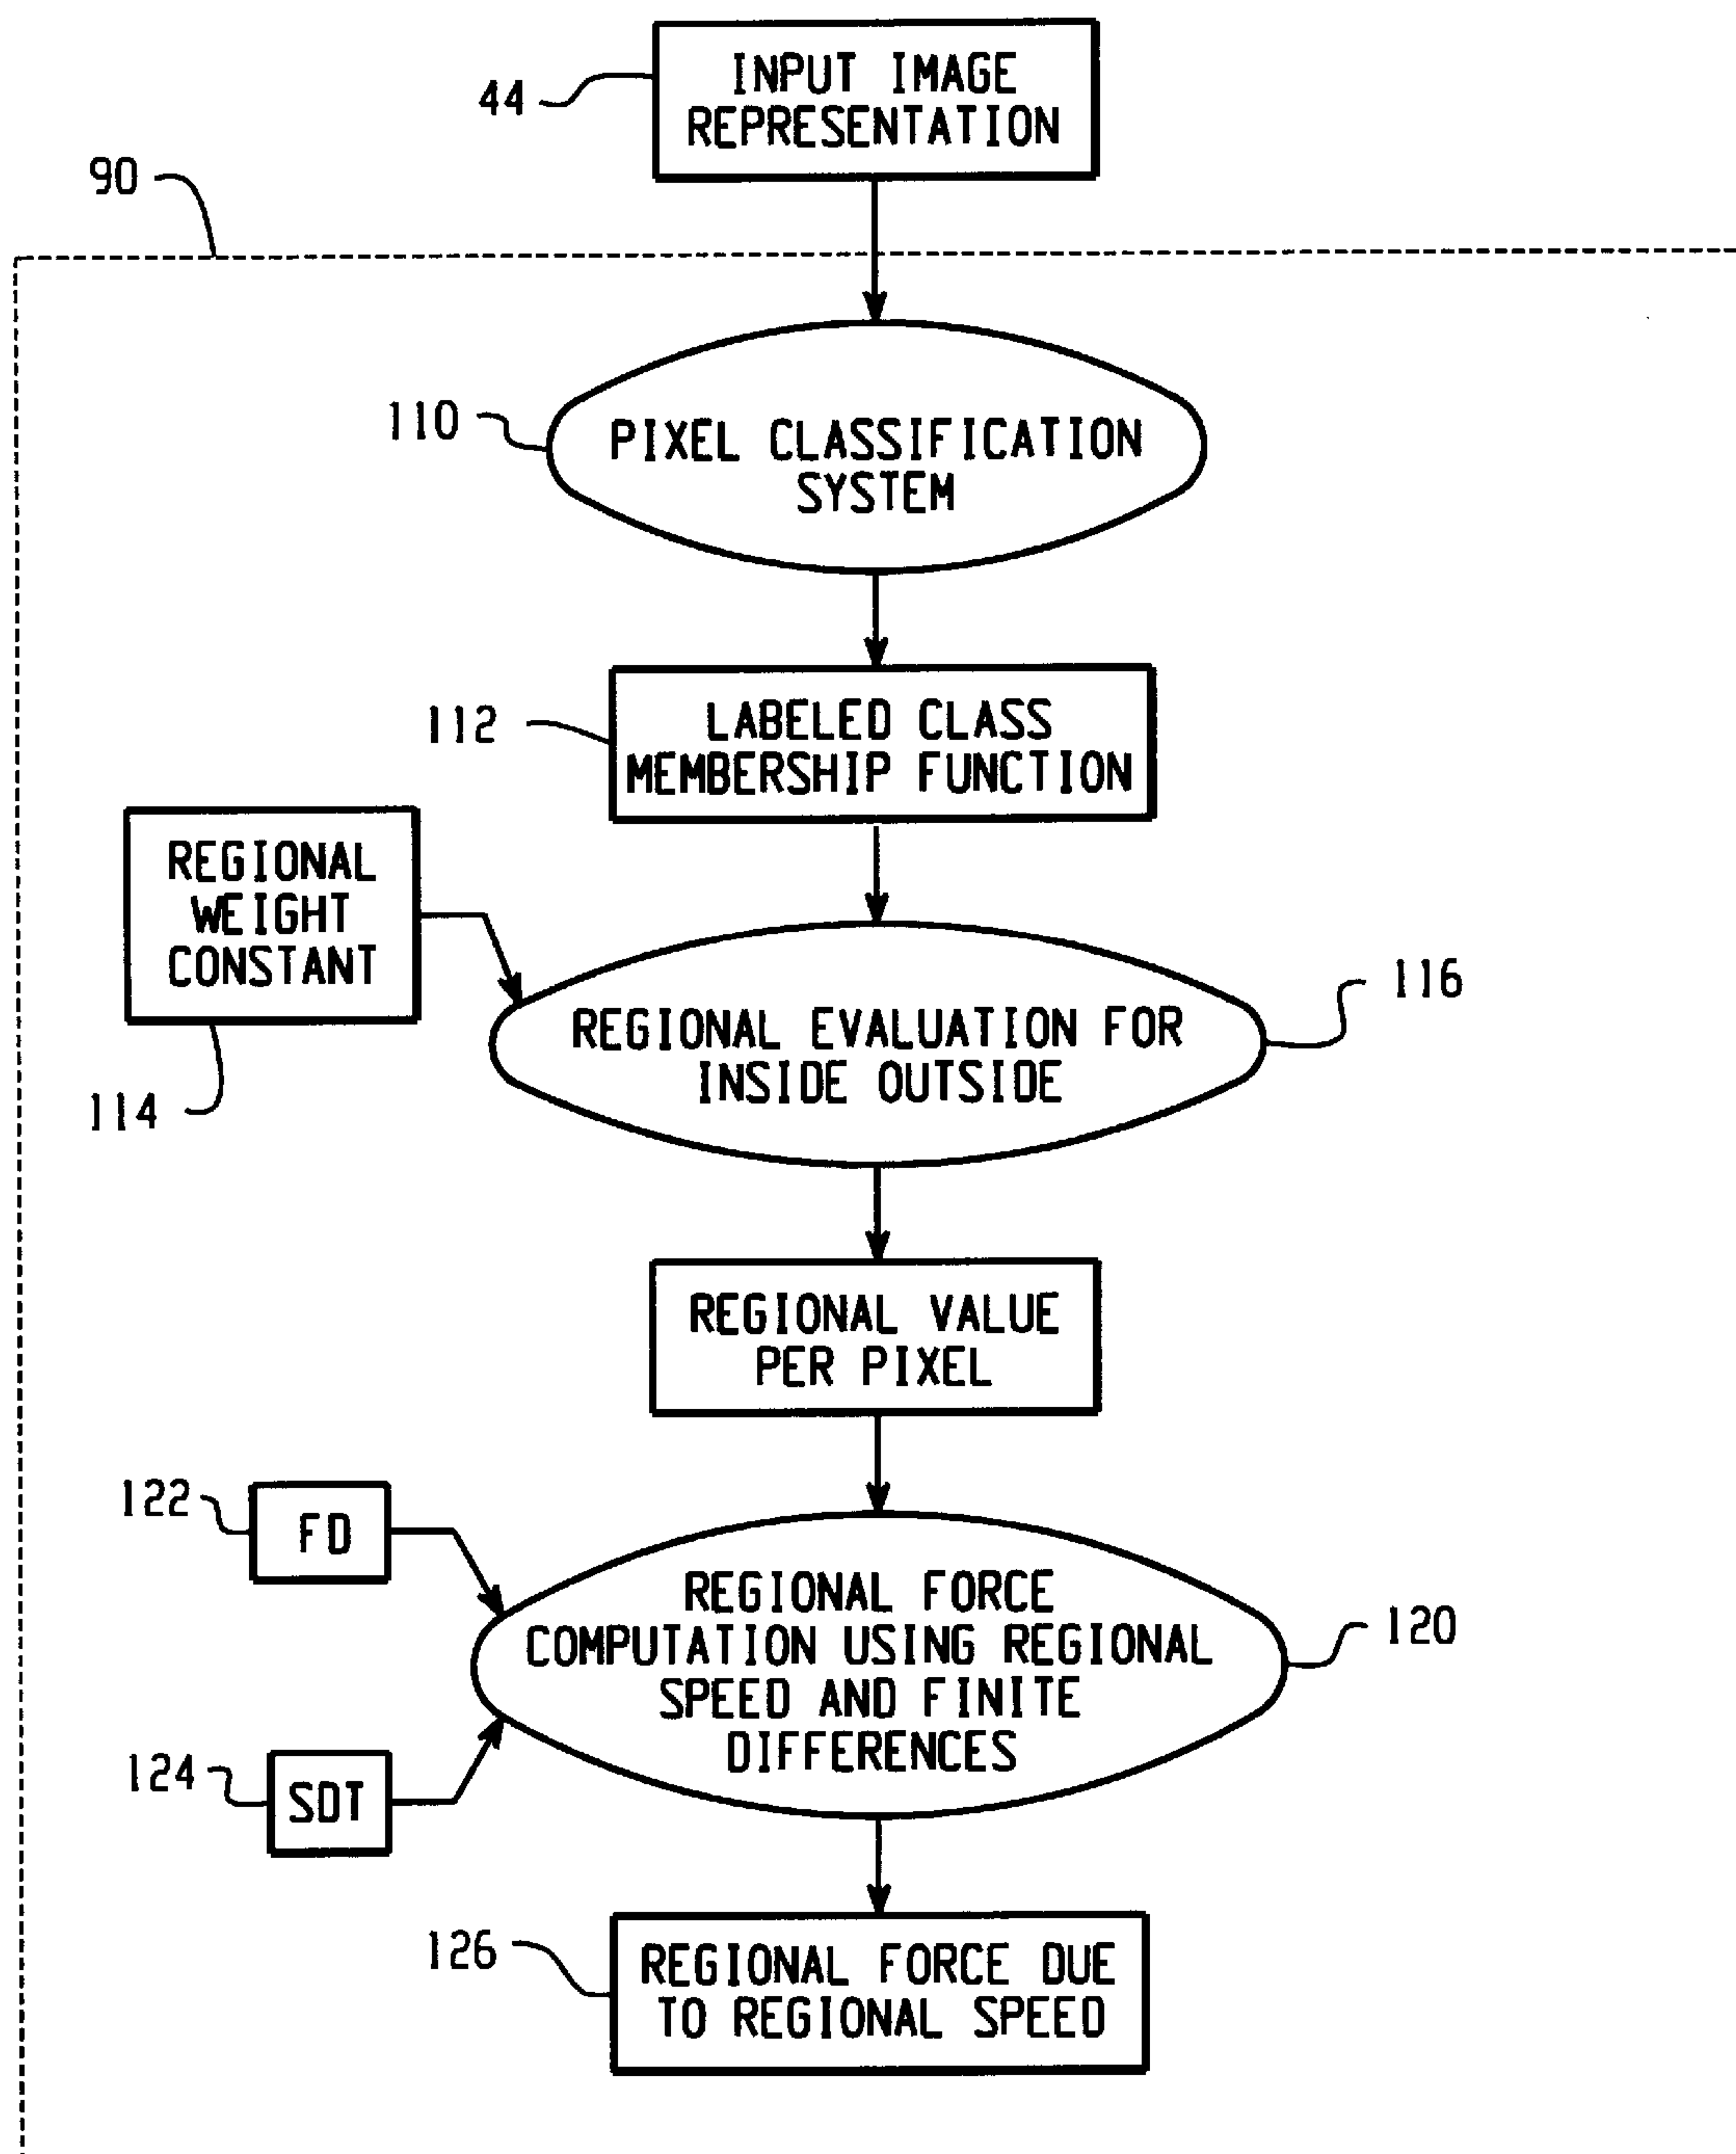 44
INPUT IMAGE
REPRESENTATION
90
110
PIXEL CLASSIFICATION
SYSTEM
112
LABELED CLASS
MEMBERSHIP FUNCTION
REGIONAL
WEIGHT
CONSTANT
114
REGIONAL EVALUATION FOR
INSIDE OUTSIDE
116
REGIONAL VALUE
PER PIXEL
122
FD
REGIONAL FORCE
COMPUTATION USING REGIONAL
SPEED AND FINITE
DIFFERENCES
120
124
SDT
126
REGIONAL FORCE DUE
TO REGIONAL SPEED